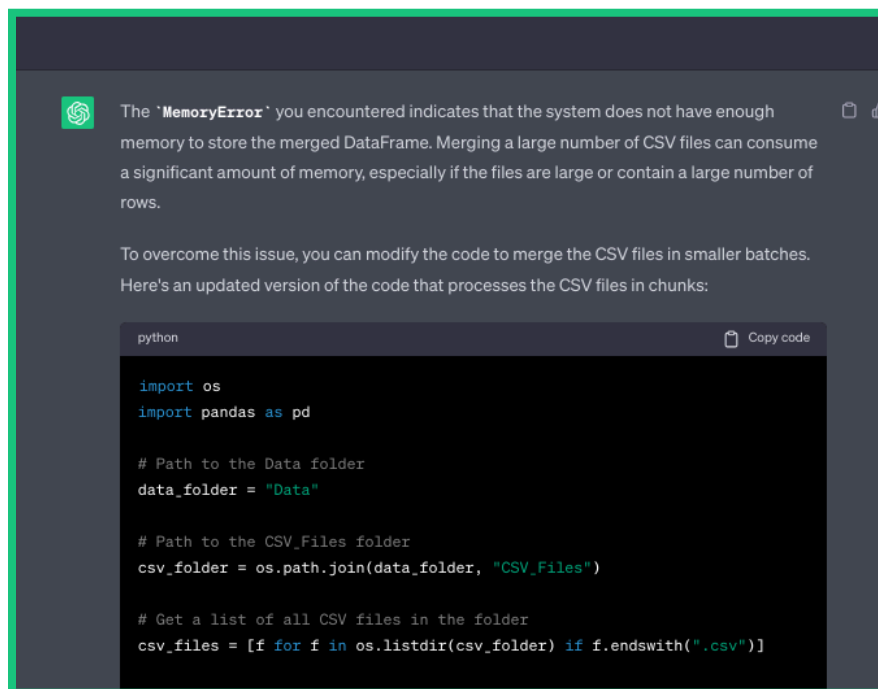 The `MemoryError` you encountered indicates that the system does not have enough
memory to store the merged DataFrame. Merging a large number of CSV files can consume
a significant amount of memory, especially if the files are large or contain a large number of
rows.
To overcome this issue, you can modify the code to merge the CSV files in smaller batches.
Here's an updated version of the code that processes the CSV files in chunks:
python Copy code
import os
import pandas as pd
# Path to the Data folder
data_folder = "Data"
# Path to the CSV_Files folder
csv_folder = os.path.join(data_folder, "CSV_Files")
# Get a list of all CSV files in the folder
csv_files = [f for f in os.listdir(csv_folder) if f.endswith(".csv")]